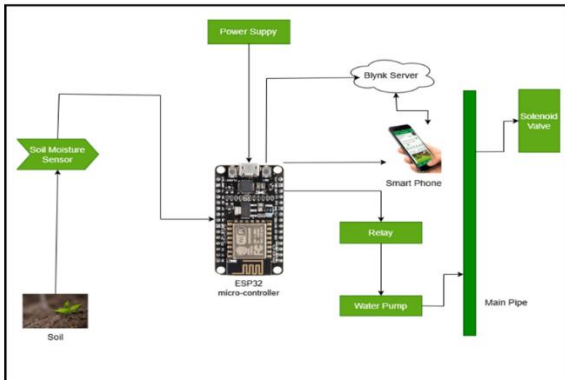 Power Suppy
Blynk Server
Solenoid
Valve
Soil Moisture
Sensor
Smart Phone
Relay
ESP32
micro-controller
Water Pump
Main Pipe
Soil